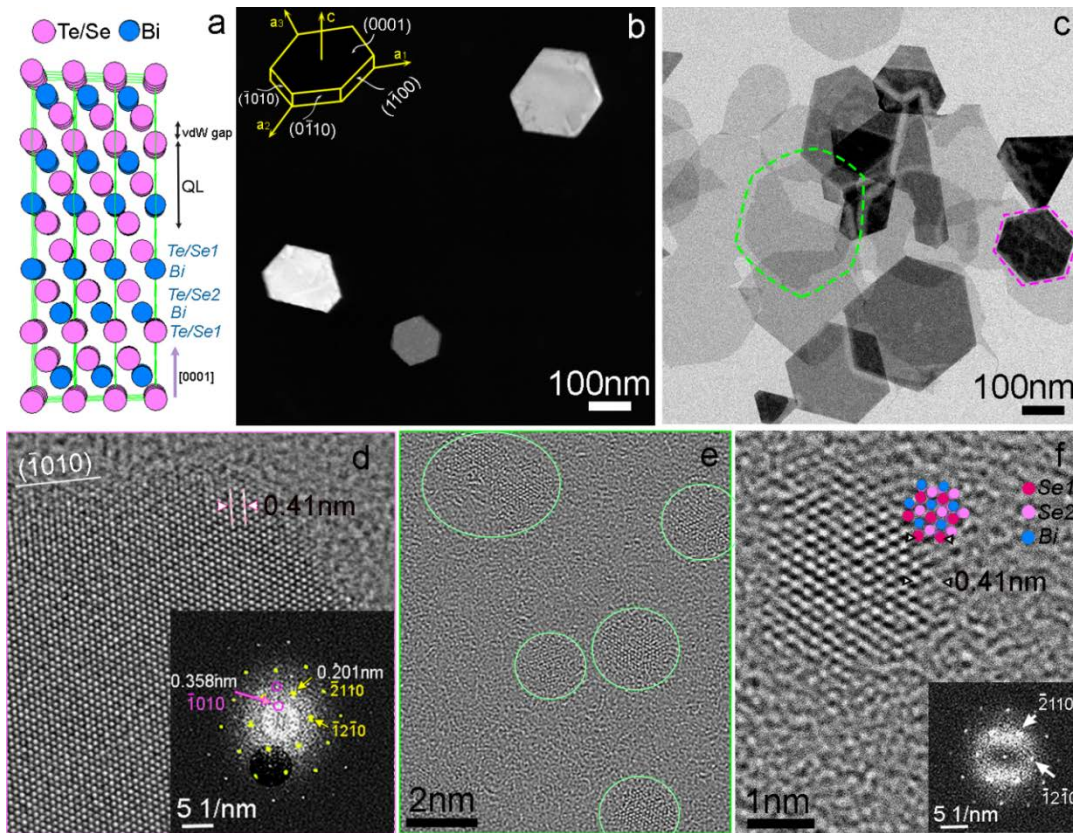 a
Te/Se Bi
vdW gap
QL
Te/Se1
Bi
Te/Se2
Bi
Te/Se1
[0001]
b
a₃
c
(0001)
a₁
(1̄010)
a₂
(01̄10)
(11̄00)
100nm
c
100nm
(1̄010)
d
0.41nm
0.358nm
0.201nm
2̄110
1̄010
1̄21̄0
5 1/nm
e
2nm
f
Se1
Se2
Bi
0.41nm
1nm
2̄110
1̄21̄0
5 1/nm